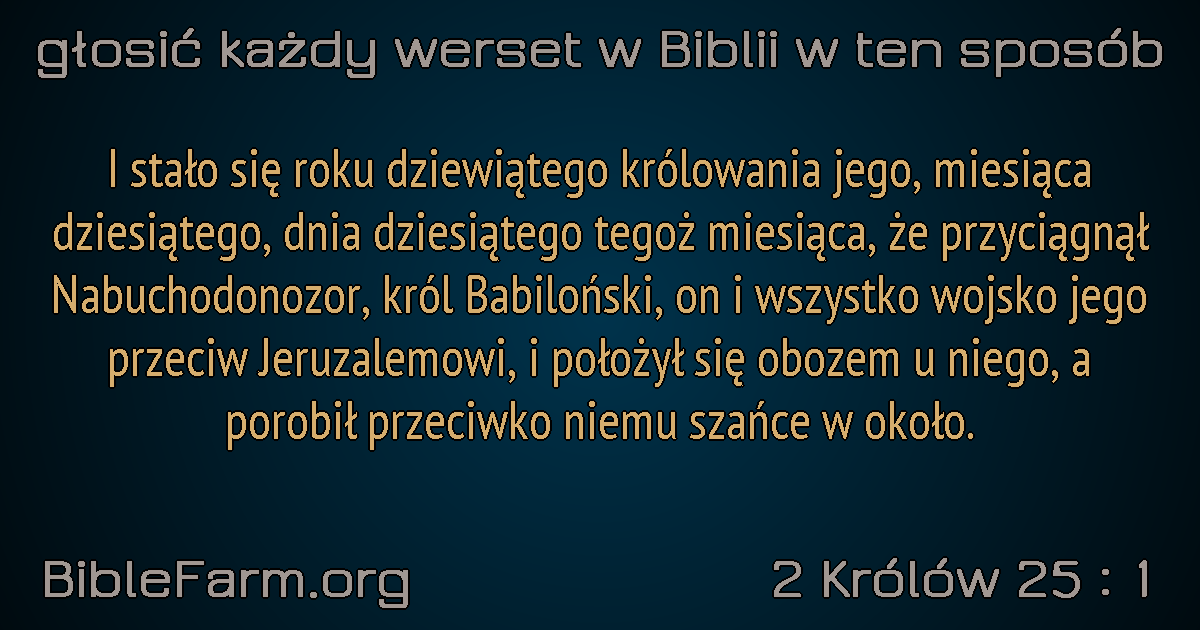 głosić każdy werset w Biblii w ten sposób
I stało się roku dziewiątego królowania jego, miesiąca
dziesiątego, dnia dziesiątego tegoż miesiąca, że przyciągnął
Nabuchodonozor, król Babiloński, on i wszystko wojsko jego
przeciw Jeruzalemowi, i położył się obozem u niego, a
porobił przeciwko niemu szańce w około.
BibleFarm.org
2 Królów 25 : 1